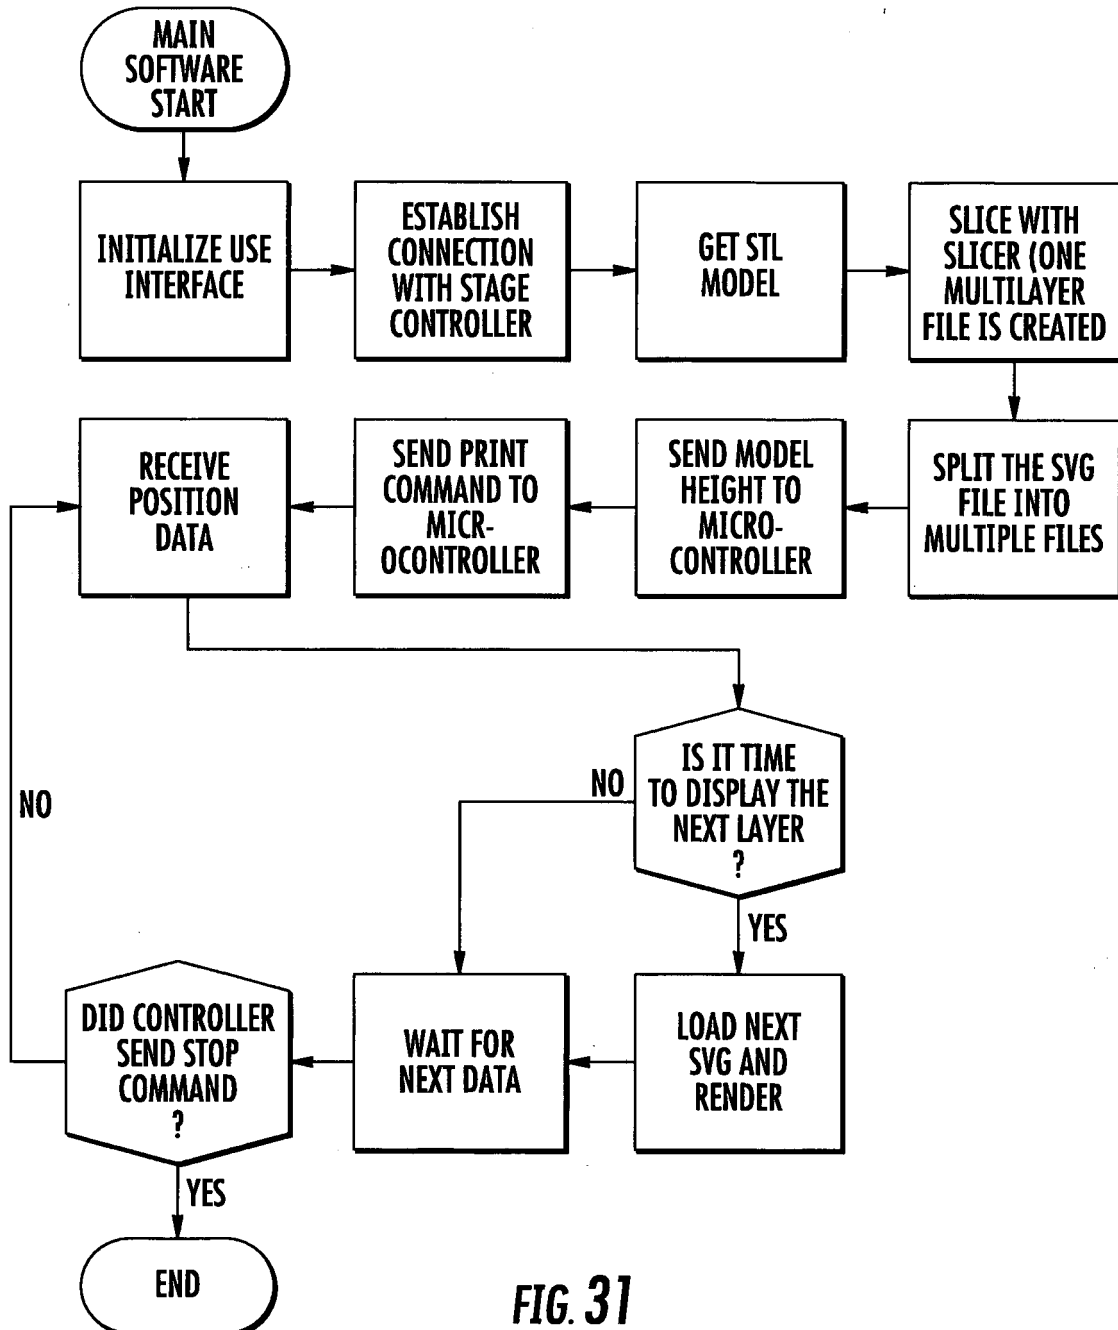 MAIN
SOFTWARE
START
INITIALIZE USE
INTERFACE
ESTABLISH
CONNECTION
WITH STAGE
CONTROLLER
GET STL
MODEL
SLICE WITH
SLICER (ONE
MULTILAYER
FILE IS CREATED
RECEIVE
POSITION
DATA
SEND PRINT
COMMAND TO
MICR-
OCONTROLLER
SEND MODEL
HEIGHT TO
MICRO-
CONTROLLER
SPLIT THE SVG
FILE INTO
MULTIPLE FILES
IS IT TIME
TO DISPLAY THE
NEXT LAYER
?
NO
NO
YES
DID CONTROLLER
SEND STOP
COMMAND
?
WAIT FOR
NEXT DATA
LOAD NEXT
SVG AND
RENDER
YES
END
FIG. 31